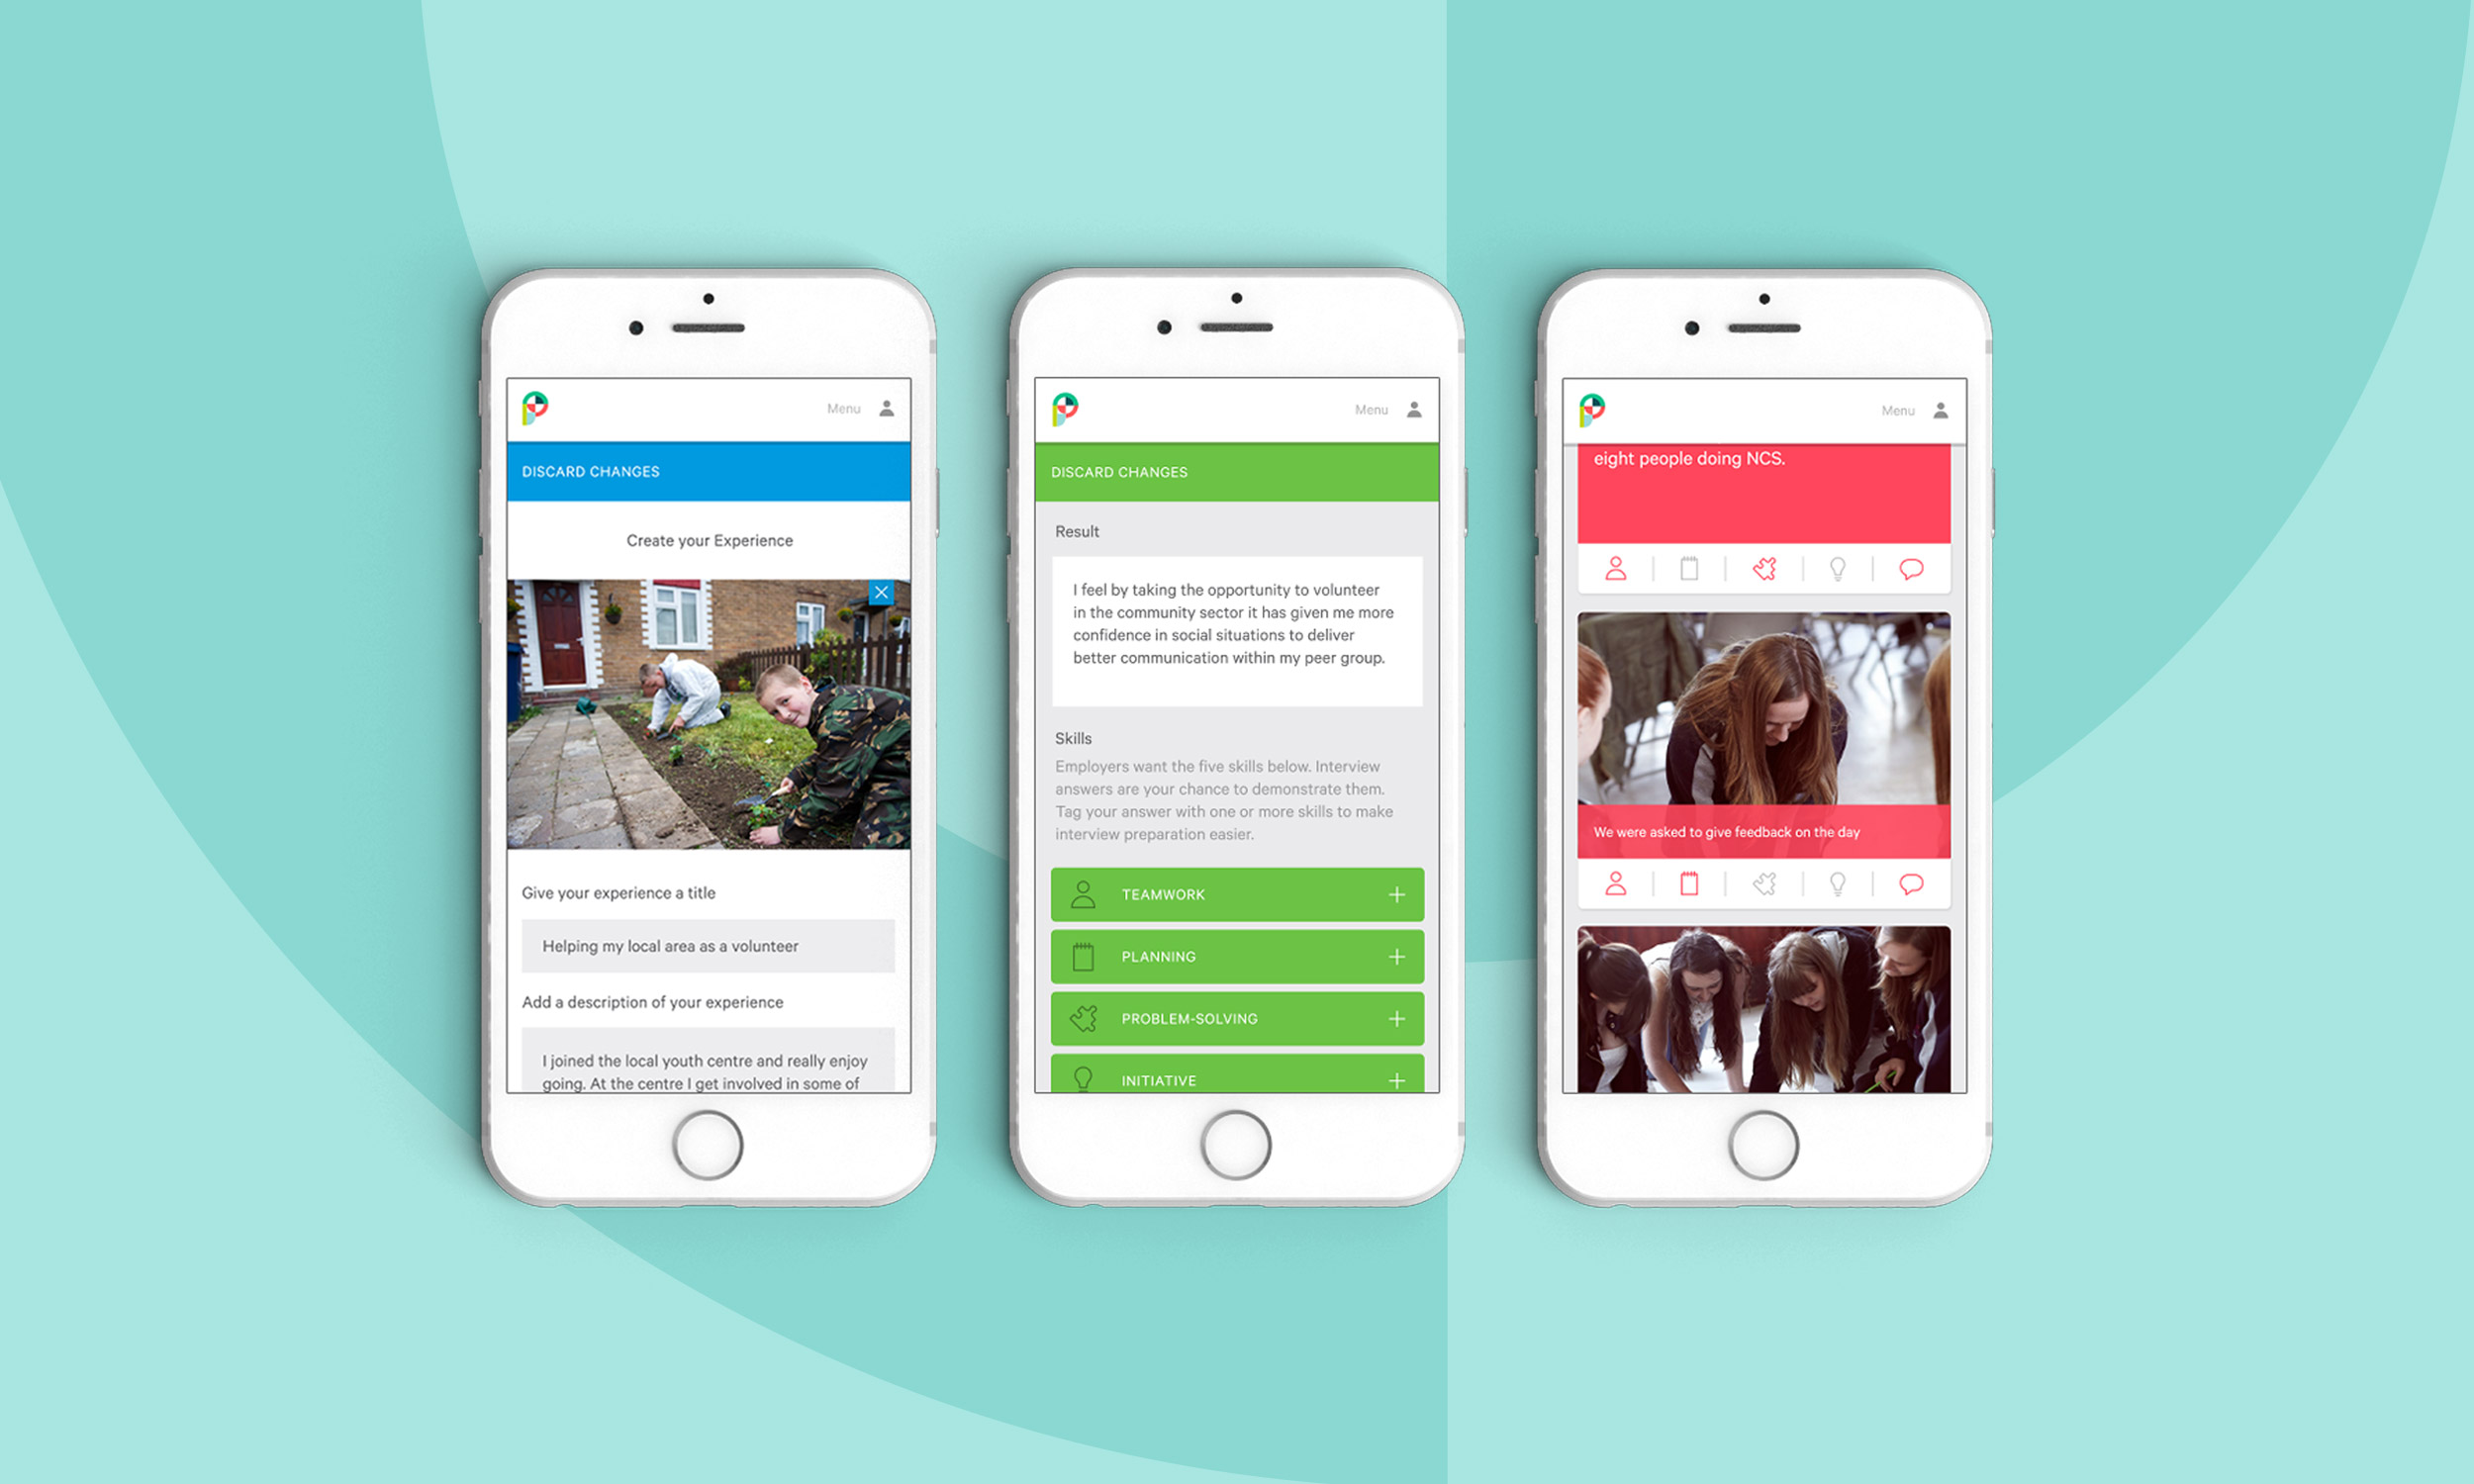 Menu
DISCARD CHANGES
Create your Experience
Give your experience a title
Helping my local area as a volunteer
Add a description of your experience
I joined the local youth centre and really enjoy
going. At the centre I get involved in some of
Menu
DISCARD CHANGES
Result
I feel by taking the opportunity to volunteer
in the community sector it has given me more
confidence in social situations to deliver
better communication within my peer group.
Skills
Employers want the five skills below. Interview
answers are your chance to demonstrate them.
Tag your answer with one or more skills to make
interview preparation easier.
TEAMWORK
PLANNING
PROBLEM-SOLVING
INITIATIVE
Menu
eight people doing NCS.
We were asked to give feedback on the day